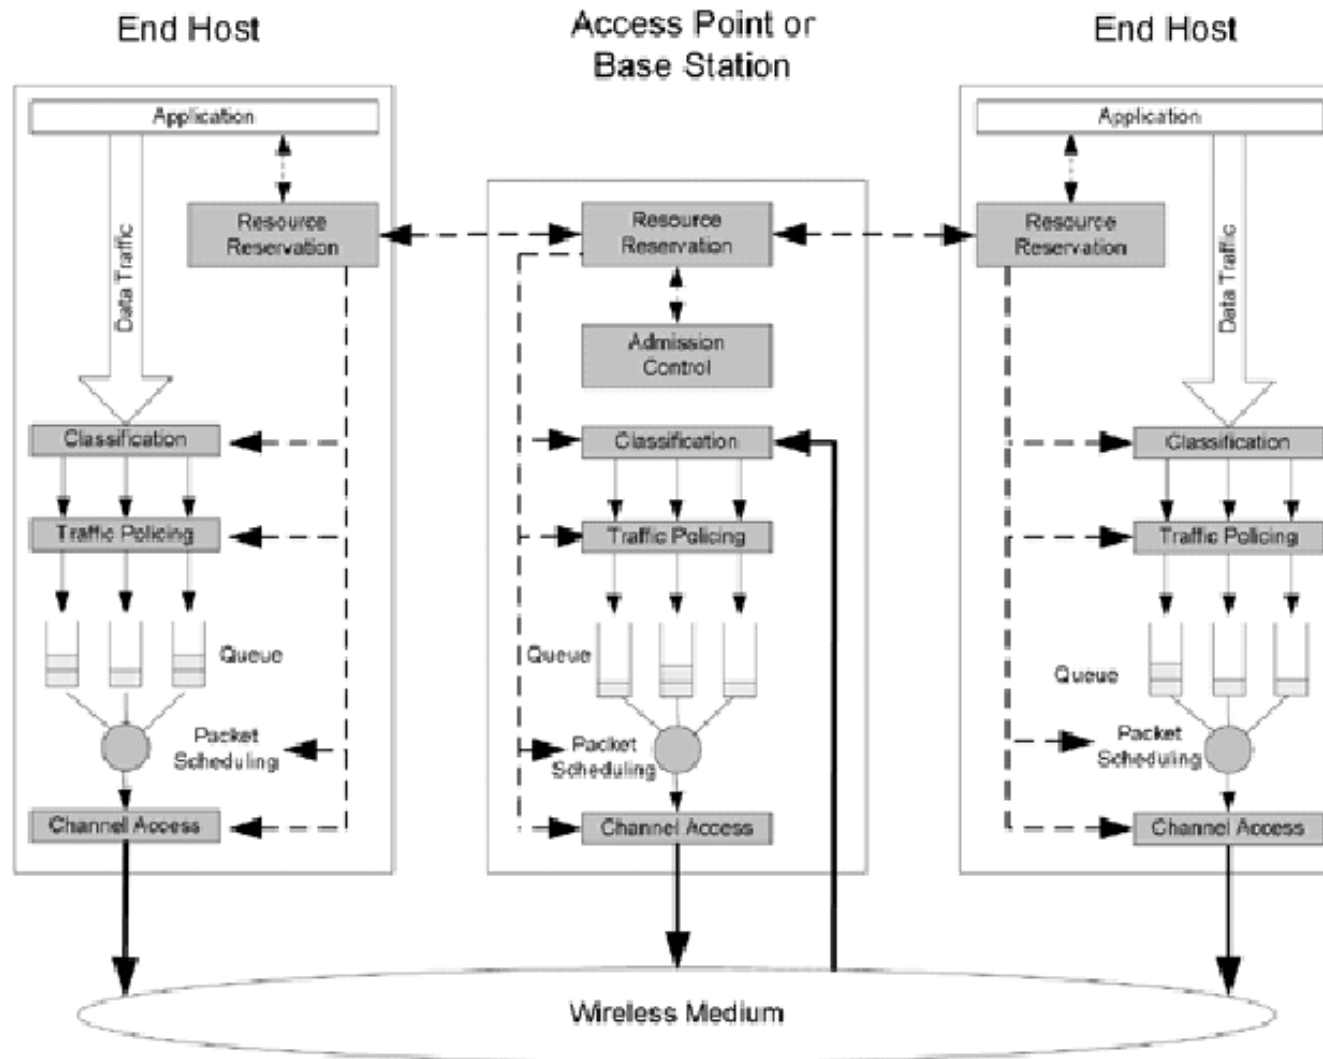 End Host
Access Point or
Base Station
End Host
Application
Data Traffic
Resource
Reservation
Classification
Traffic Policing
Queue
Packet
Scheduling
Channel Access
Resource
Reservation
Admission
Control
Classification
Traffic Policing
Queue
Packet
Scheduling
Channel Access
Application
Resource
Reservation
Data Traffic
Classification
Traffic Policing
Queue
Packet
Scheduling
Channel Access
Wireless Medium